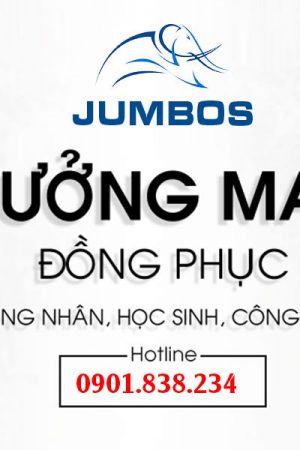 JUMBOS
ƯỞNG MA
ĐỒNG PHỤC
NG NHÂN, HỌC SINH, CÔNG
Hotline
0901.838.234